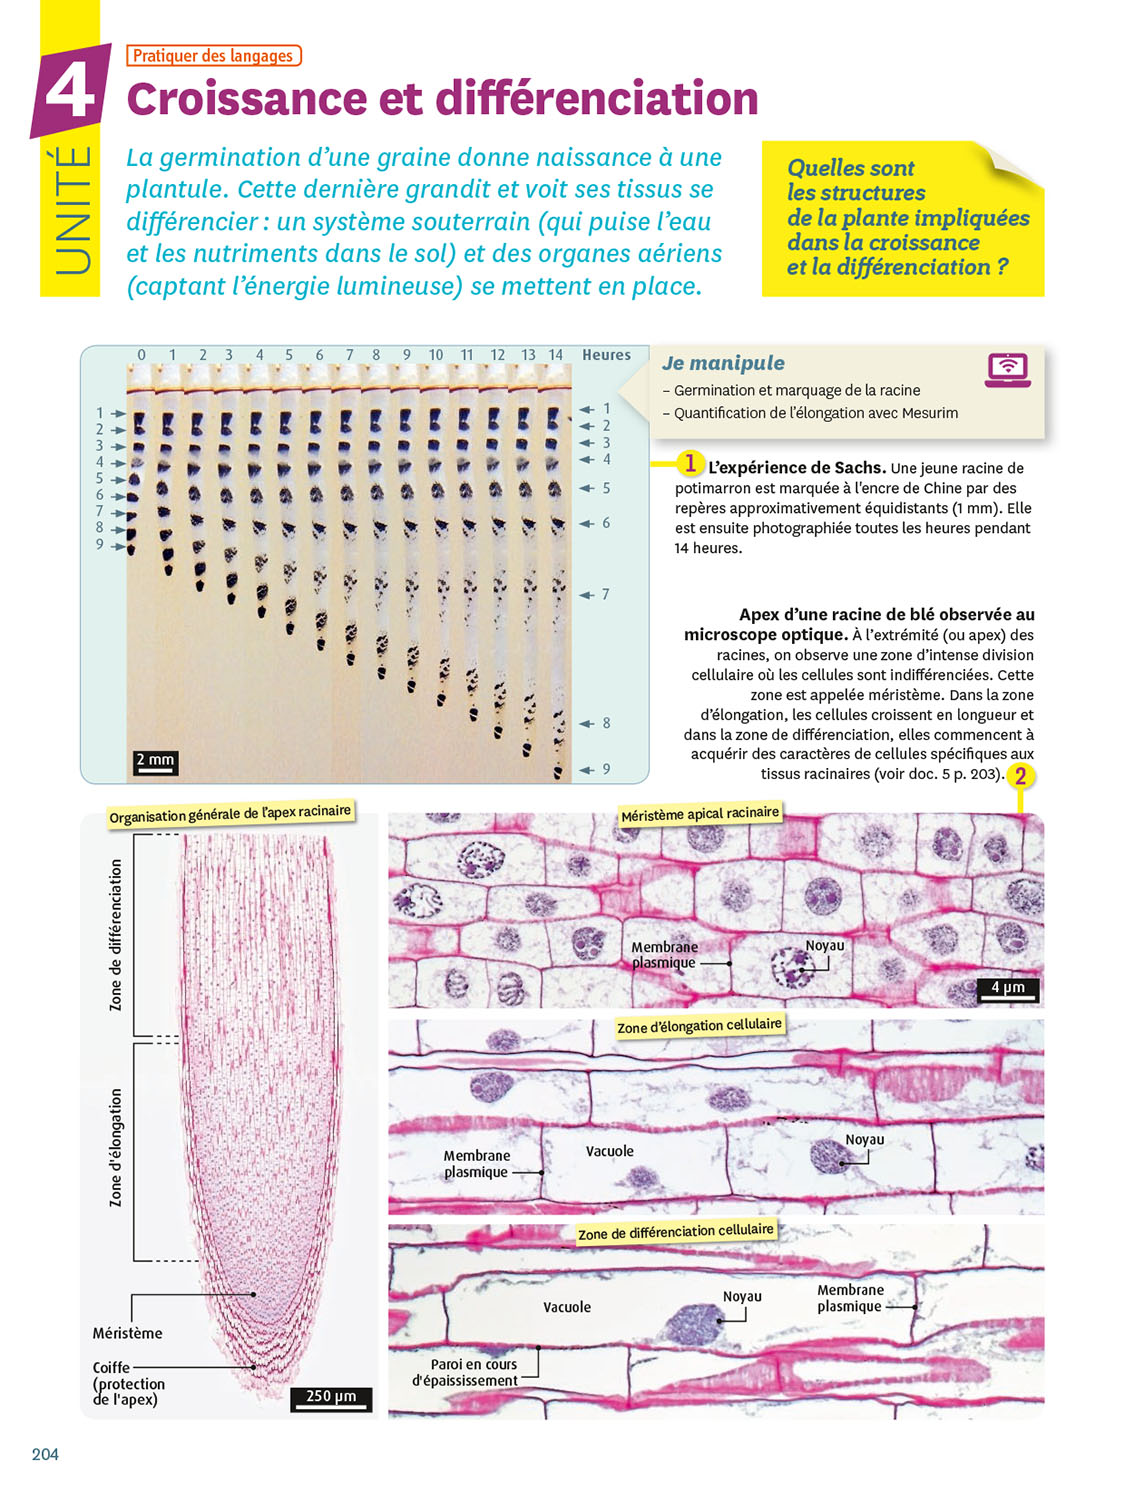 UNITÉ
4
Pratiquer des langages
Croissance et différenciation
La germination d’une graine donne naissance à une
plantule. Cette dernière grandit et voit ses tissus se
différencier : un système souterrain (qui puise l’eau
et les nutriments dans le sol) et des organes aériens
(captant l’énergie lumineuse) se mettent en place.
Quelles sont
les structures
de la plante impliquées
dans la croissance
et la différenciation ?
0 1 2 3 4 5 6 7 8 9 10 11 12 13 14 Heures
1
2
3
4
5
6
7
8
9
1
2
3
4
5
6
7
8
9
2 mm
Je manipule
– Germination et marquage de la racine
– Quantification de l’élongation avec Mesurim
1 L’expérience de Sachs. Une jeune racine de
potimarron est marquée à l'encre de Chine par des
repères approximativement équidistants (1 mm). Elle
est ensuite photographiée toutes les heures pendant
14 heures.
Apex d’une racine de blé observée au
microscope optique. À l’extrémité (ou apex) des
racines, on observe une zone d’intense division
cellulaire où les cellules sont indifférenciées. Cette
zone est appelée méristème. Dans la zone
d’élongation, les cellules croissent en longueur et
dans la zone de différenciation, elles commencent à
acquérir des caractères de cellules spécifiques aux
tissus racinaires (voir doc. 5 p. 203). 2
Organisation générale de l’apex racinaire
Zone de différenciation
Zone d'élongation
Méristème
Coiffe
(protection
de l'apex)
250 µm
Méristème apical racinaire
Membrane
plasmique
Noyau
4 µm
Zone d’élongation cellulaire
Membrane
plasmique
Vacuole
Noyau
Zone de différenciation cellulaire
Vacuole
Noyau
Membrane
plasmique
Paroi en cours
d'épaississement
204